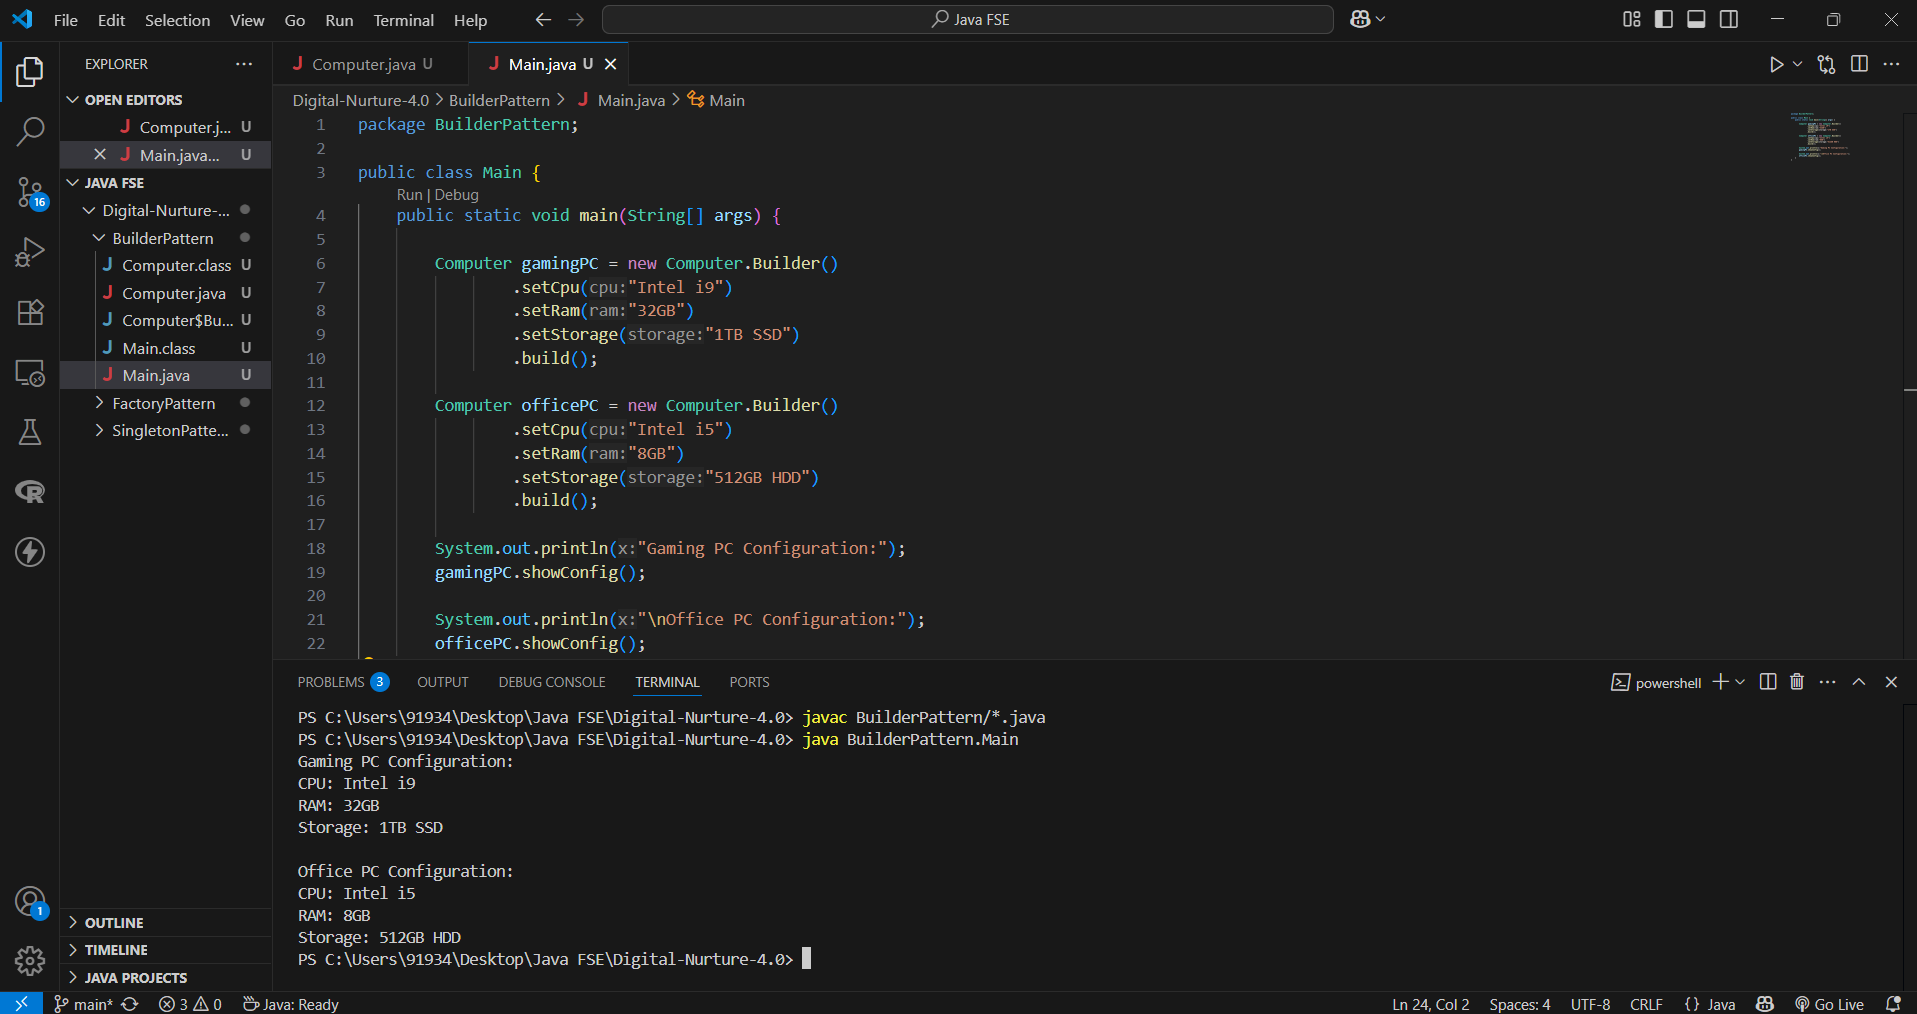 File Edit Selection View Go Run Terminal Help
Java FSE
EXPLORER
OPEN EDITORS
Computer.j... U
Main.java... U
JAVA FSE
Digital-Nurture-...
BuilderPattern
Computer.class U
Computer.java U
Computer$Bu... U
Main.class U
Main.java U
FactoryPattern
SingletonPatte...
OUTLINE
TIMELINE
JAVA PROJECTS
16
1
Computer.java U
Main.java U
Digital-Nurture-4.0 > BuilderPattern > Main.java > Main
1 package BuilderPattern;
2
3 public class Main {
Run | Debug
4 public static void main(String[] args) {
5
6 Computer gamingPC = new Computer.Builder()
7 .setCpu(cpu:"Intel i9")
8 .setRam(ram:"32GB")
9 .setStorage(storage:"1TB SSD")
10 .build();
11
12 Computer officePC = new Computer.Builder()
13 .setCpu(cpu:"Intel i5")
14 .setRam(ram:"8GB")
15 .setStorage(storage:"512GB HDD")
16 .build();
17
18 System.out.println(x:"Gaming PC Configuration:");
19 gamingPC.showConfig();
20
21 System.out.println(x:"\nOffice PC Configuration:");
22 officePC.showConfig();
PROBLEMS 3 OUTPUT DEBUG CONSOLE TERMINAL PORTS
powershell
PS C:\Users\91934\Desktop\Java FSE\Digital-Nurture-4.0> javac BuilderPattern/*.java
PS C:\Users\91934\Desktop\Java FSE\Digital-Nurture-4.0> java BuilderPattern.Main
Gaming PC Configuration:
CPU: Intel i9
RAM: 32GB
Storage: 1TB SSD
Office PC Configuration:
CPU: Intel i5
RAM: 8GB
Storage: 512GB HDD
PS C:\Users\91934\Desktop\Java FSE\Digital-Nurture-4.0>
main* 3 0 Java: Ready
Ln 24, Col 2 Spaces: 4 UTF-8 CRLF {} Java Go Live